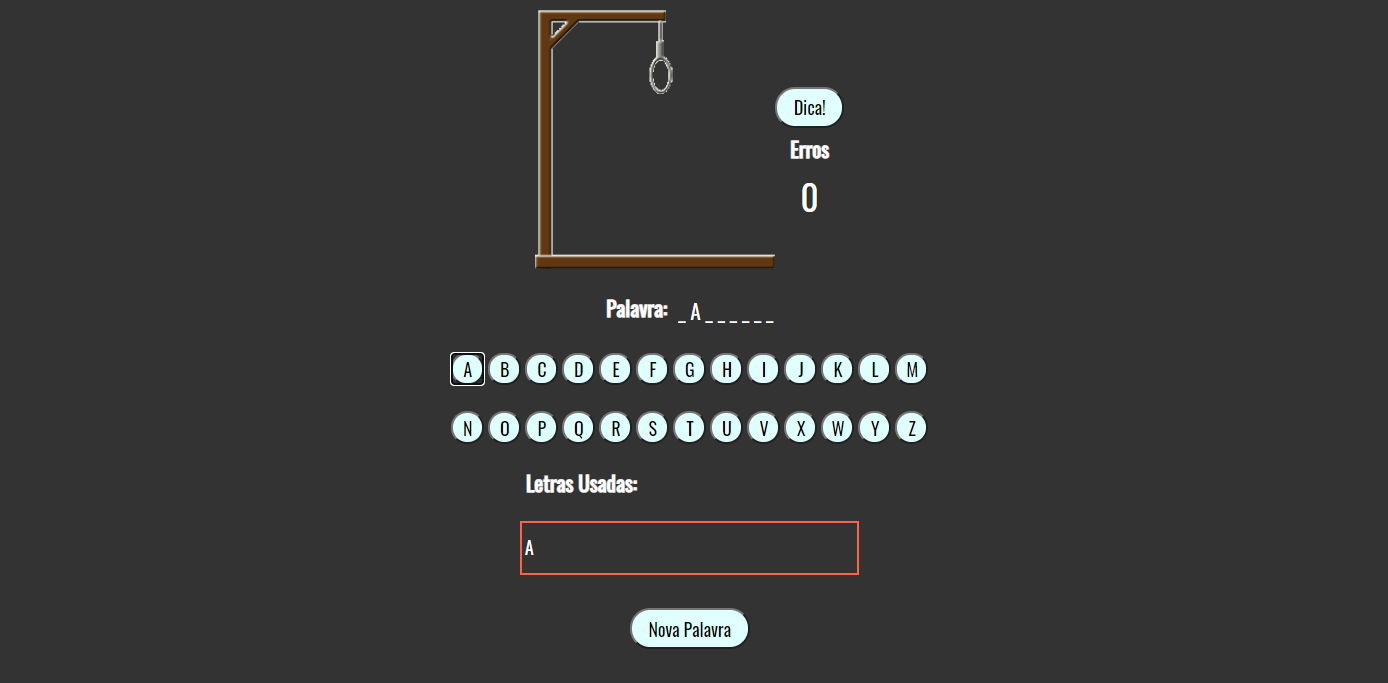 Dica!
Erros
0
Palavra: _ A _ _ _ _ _ _
A B C D E F G H I J K L M
N O P Q R S T U V X W Y Z
Letras Usadas:
A
Nova Palavra